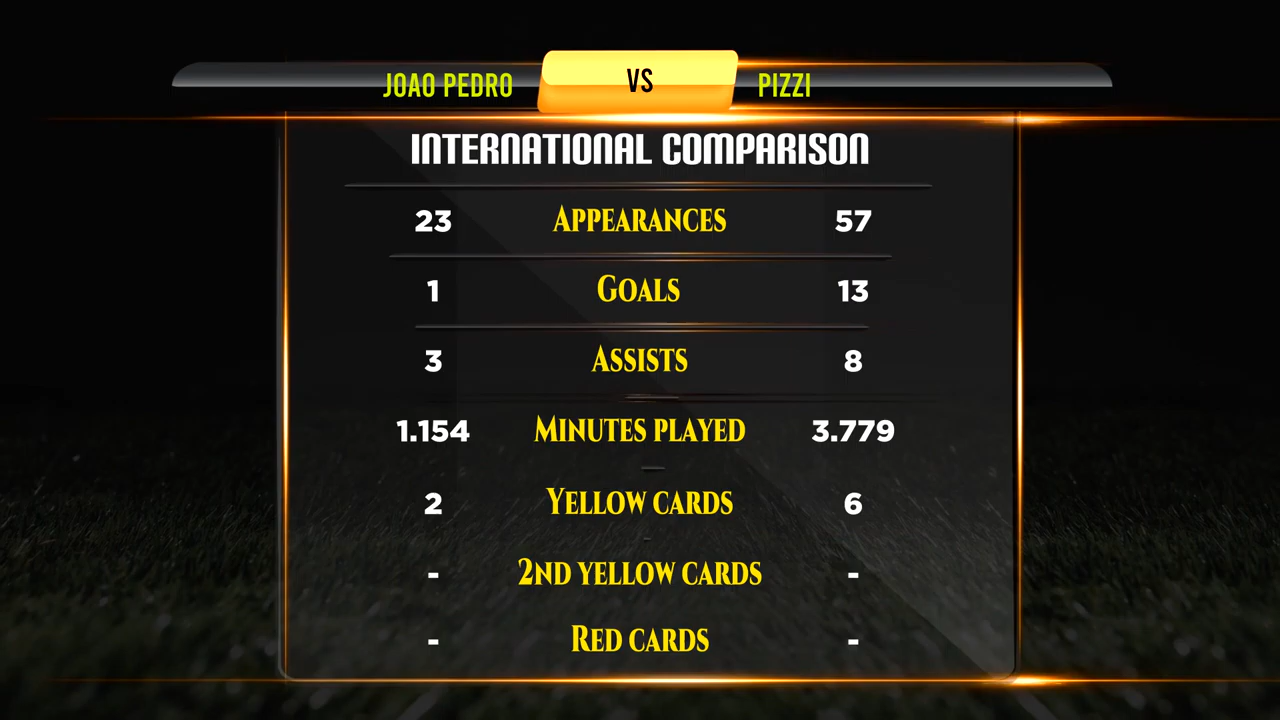 JOAO PEDRO VS PIZZI
INTERNATIONAL COMPARISON
23 APPEARANCES 57
1 GOALS 13
3 ASSISTS 8
1.154 MINUTES PLAYED 3.779
2 YELLOW CARDS 6
- 2ND YELLOW CARDS -
- RED CARDS -